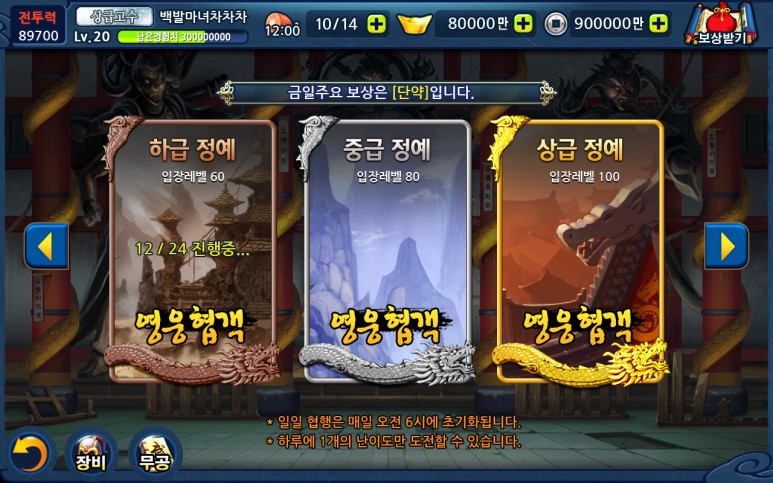 전투력
89700
상급고수
백발마녀차차차
Lv.20
남은경험치 300000000
12:00
10/14
80000만
900000만
보상받기
금일주요 보상은 [단약]입니다.
하급 정예
입장레벨 60
12 / 24 진행중...
영웅협객
중급 정예
입장레벨 80
영웅협객
상급 정예
입장레벨 100
영웅협객
* 일일 협행은 매일 오전 6시에 초기화됩니다.
* 하루에 1개의 난이도만 도전할 수 있습니다.
장비
무공